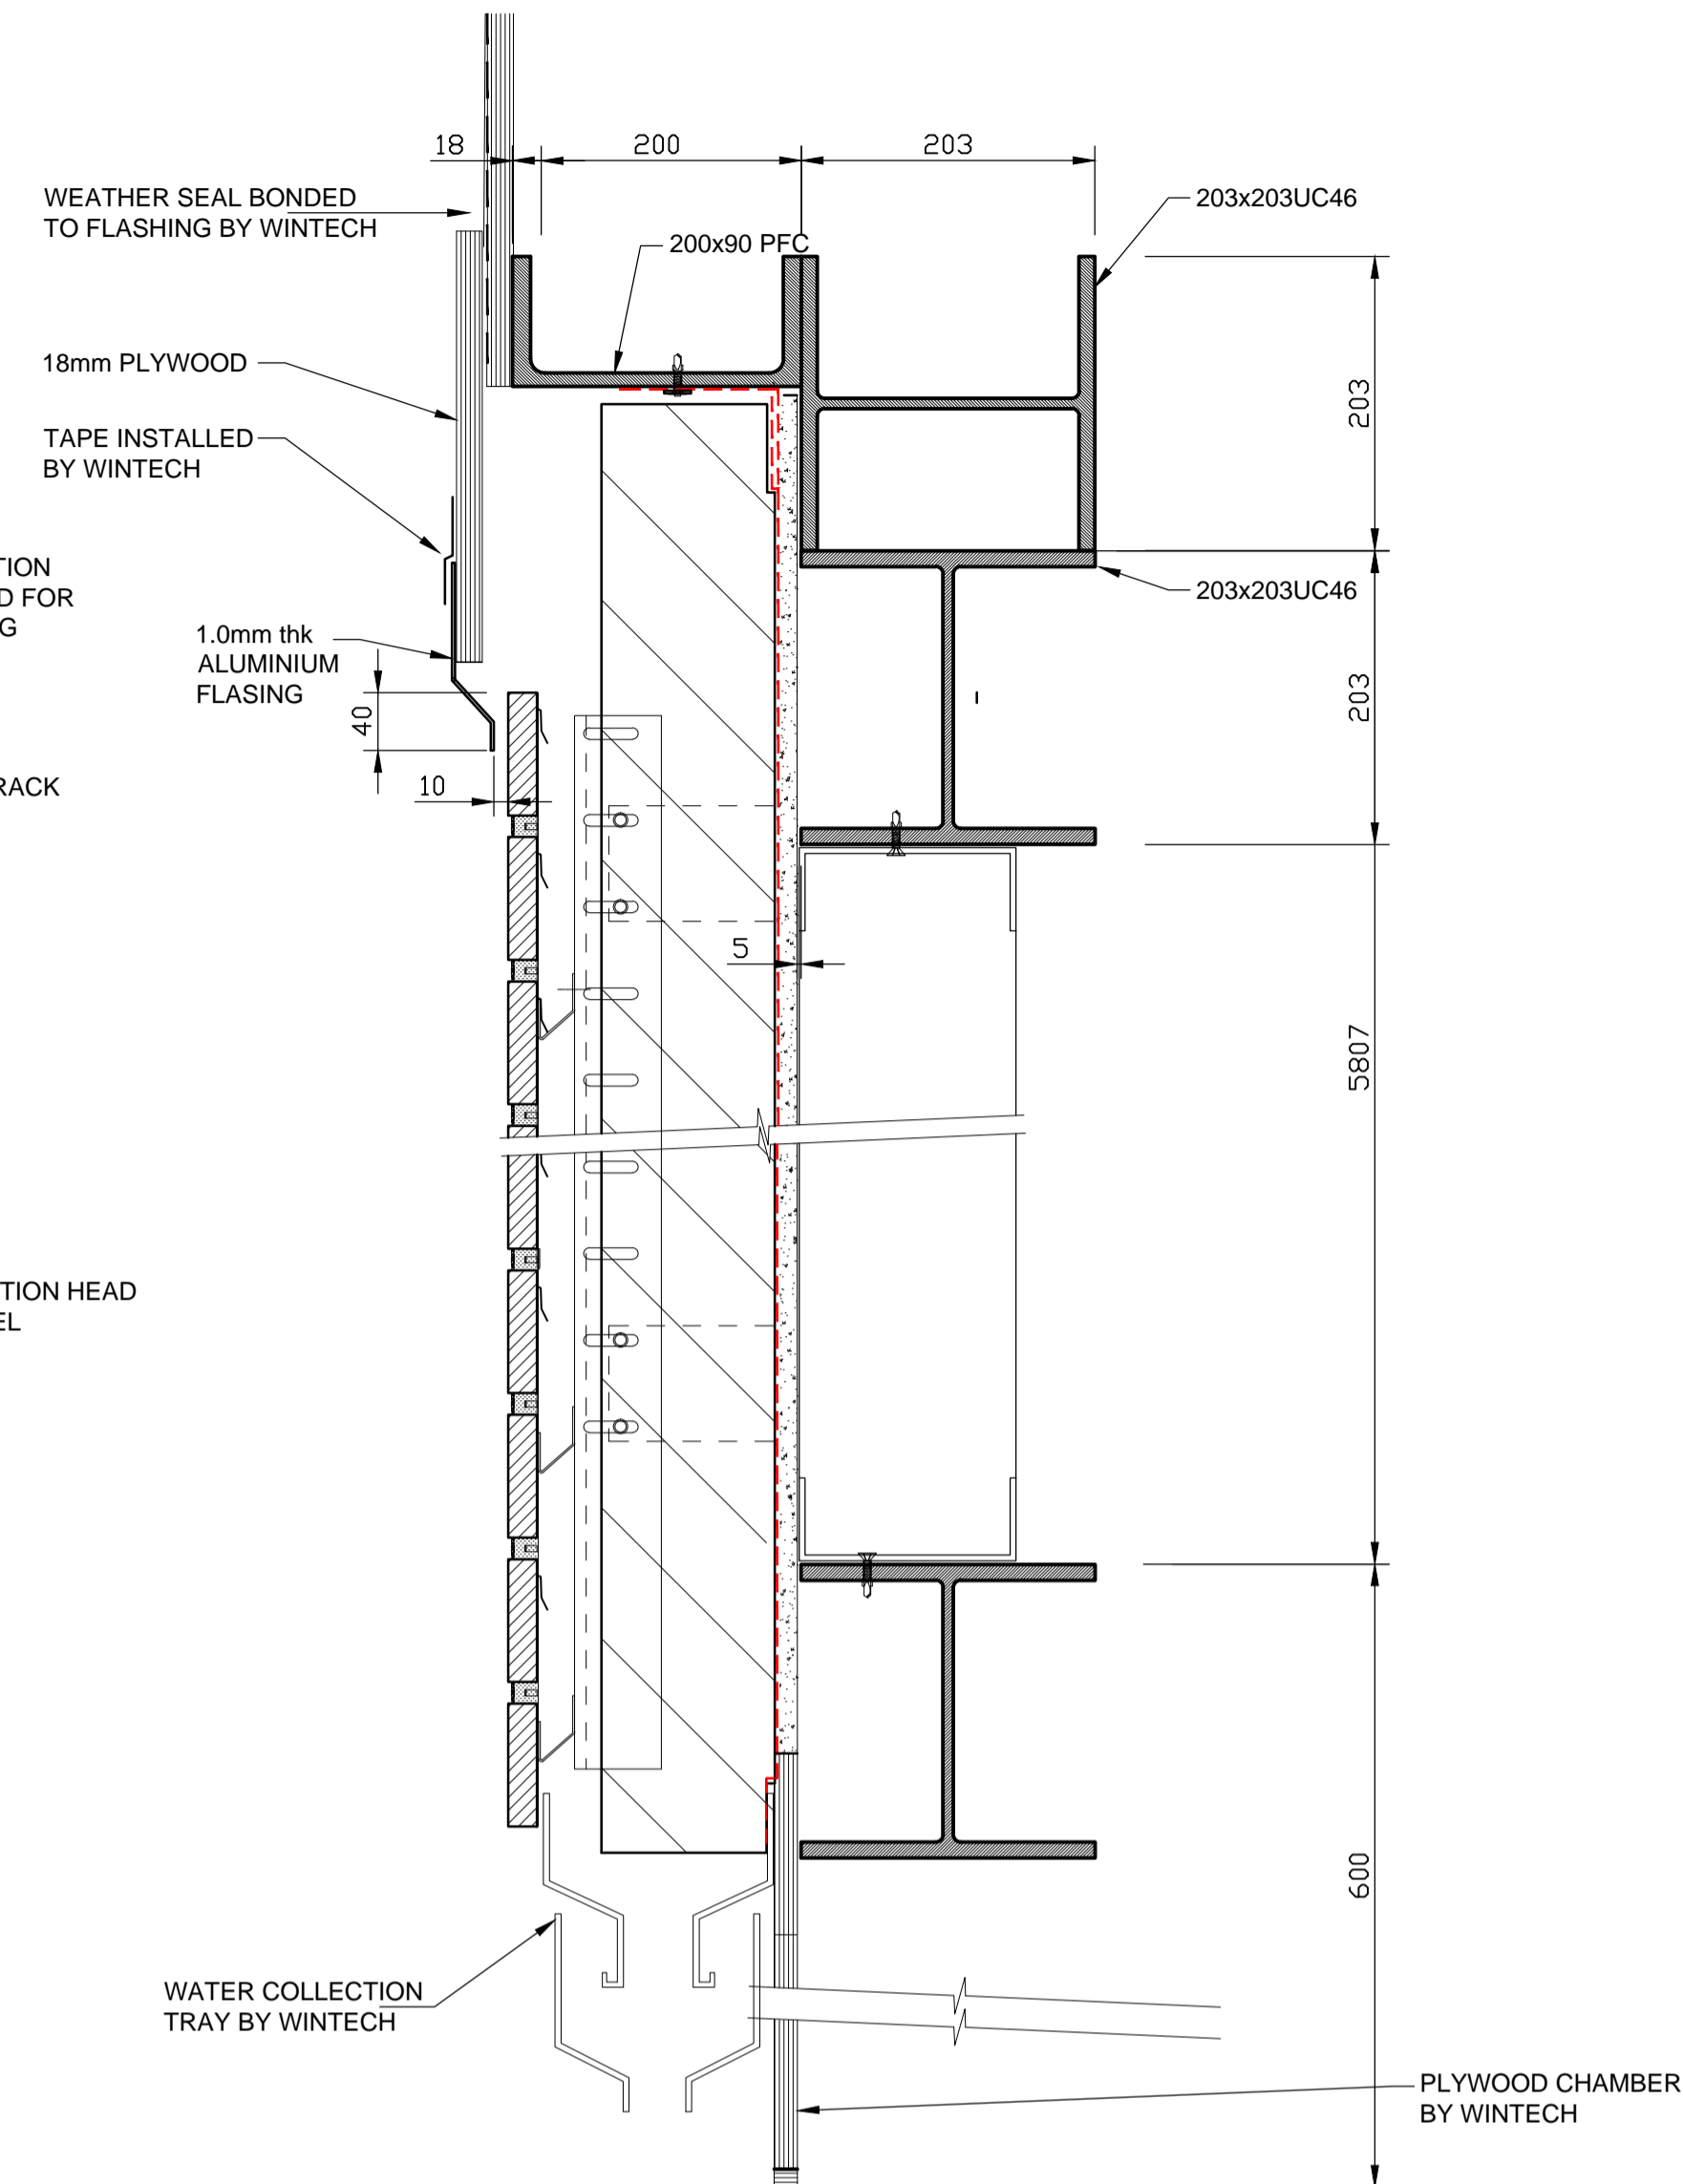 18
200
203
WEATHER SEAL BONDED
TO FLASHING BY WINTECH
203x203UC46
200x90 PFC
18mm PLYWOOD
203
TAPE INSTALLED
BY WINTECH
TION
D FOR
G
203x203UC46
1.0mm thk
ALUMINIUM
FLASING
40
203
10
RACK
5
5807
TION HEAD
EL
600
WATER COLLECTION
TRAY BY WINTECH
PLYWOOD CHAMBER
BY WINTECH